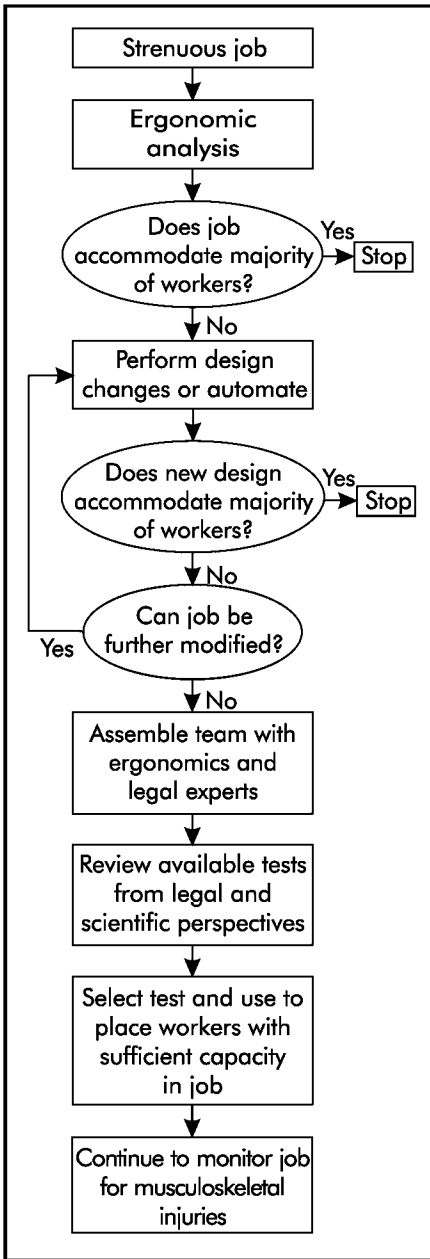 Strenuous job
Ergonomic
analysis
Does job
accommodate majority
of workers?
Yes
Stop
No
Perform design
changes or automate
Does new design
accommodate majority
of workers?
Yes
Stop
No
Can job be
further modified?
Yes
No
Assemble team with
ergonomics and
legal experts
Review available tests
from legal and
scientific perspectives
Select test and use to
place workers with
sufficient capacity
in job
Continue to monitor job
for musculoskeletal
injuries